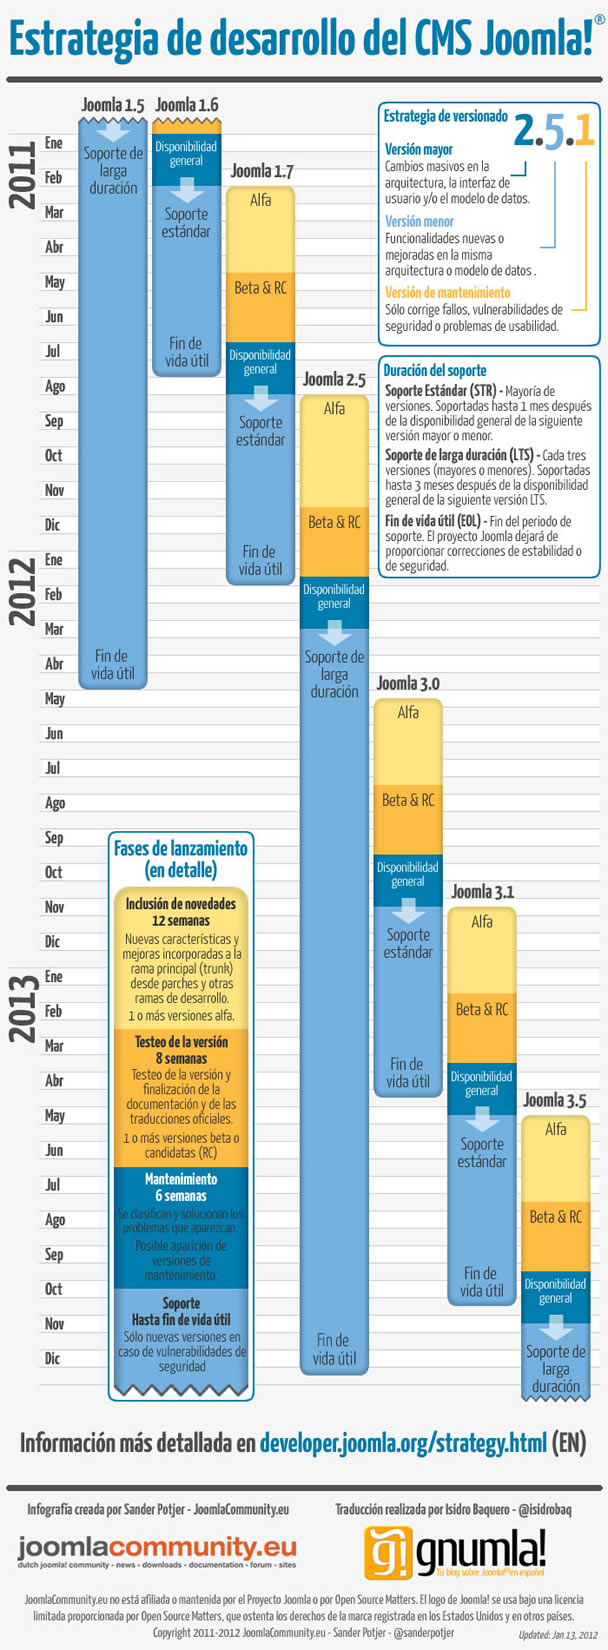 Estrategia de desarrollo del CMS Joomla!®
Joomla 1.5
Joomla 1.6
2011
Ene
Feb
Mar
Abr
May
Jun
Jul
Ago
Sep
Oct
Nov
Dic
2012
Ene
Feb
Mar
Abr
May
Jun
Jul
Ago
Sep
Oct
Nov
Dic
2013
Ene
Feb
Mar
Abr
May
Jun
Jul
Ago
Sep
Oct
Nov
Dic
Soporte de
larga
duración
Fin de
vida útil
Disponibilidad
general
Soporte
estándar
Fin de
vida útil
Joomla 1.7
Alfa
Beta & RC
Disponibilidad
general
Soporte
estándar
Fin de
vida útil
Joomla 2.5
Alfa
Beta & RC
Disponibilidad
general
Soporte de
larga
duración
Fin de
vida útil
Joomla 3.0
Alfa
Beta & RC
Disponibilidad
general
Soporte
estándar
Fin de
vida útil
Joomla 3.1
Alfa
Beta & RC
Disponibilidad
general
Soporte
estándar
Fin de
vida útil
Joomla 3.5
Alfa
Beta & RC
Disponibilidad
general
Soporte de
larga
duración
Estrategia de versionado
2.5.1
Versión mayor
Cambios masivos en la
arquitectura, la interfaz de
usuario y/o el modelo de datos.
Versión menor
Funcionalidades nuevas o
mejoradas en la misma
arquitectura o modelo de datos .
Versión de mantenimiento
Sólo corrige fallos, vulnerabilidades de
seguridad o problemas de usabilidad.
Duración del soporte
Soporte Estándar (STR) - Mayoría de
versiones. Soportadas hasta 1 mes después
de la disponibilidad general de la siguiente
versión mayor o menor.
Soporte de larga duración (LTS) - Cada tres
versiones (mayores o menores). Soportadas
hasta 3 meses después de la disponibilidad
general de la siguiente versión LTS.
Fin de vida útil (EOL) - Fin del periodo de
soporte. El proyecto Joomla dejará de
proporcionar correcciones de estabilidad o
de seguridad.
Fases de lanzamiento
(en detalle)
Inclusión de novedades
12 semanas
Nuevas características y
mejoras incorporadas a la
rama principal (trunk)
desde parches y otras
ramas de desarrollo.
1 o más versiones alfa.
Testeo de la versión
8 semanas
Testeo de la versión y
finalización de la
documentación y de las
traducciones oficiales.
1 o más versiones beta o
candidatas (RC)
Mantenimiento
6 semanas
Se clasifican y solucionan los
problemas que aparezcan.
Posible aparición de
versiones de
mantenimiento.
Soporte
Hasta fin de vida útil
Sólo nuevas versiones en
caso de vulnerabilidades de
seguridad
Información más detallada en developer.joomla.org/strategy.html (EN)
Infografía creada por Sander Potjer - JoomlaCommunity.eu
joomlacommunity.eu
dutch joomla! community - news - downloads - documentation - forum - sites
Traducción realizada por Isidro Baquero - @isidrobaq
g! gnumla!
Tu blog sobre Joomla!® en español
JoomlaCommunity.eu no está afiliada o mantenida por el Proyecto Joomla o por Open Source Matters. El logo de Joomla! se usa bajo una licencia
limitada proporcionada por Open Source Matters, que ostenta los derechos de la marca registrada en los Estados Unidos y en otros países.
Copyright 2011-2012 JoomlaCommunity.eu - Sander Potjer - @sanderpotjer
Updated: Jan 13, 2012